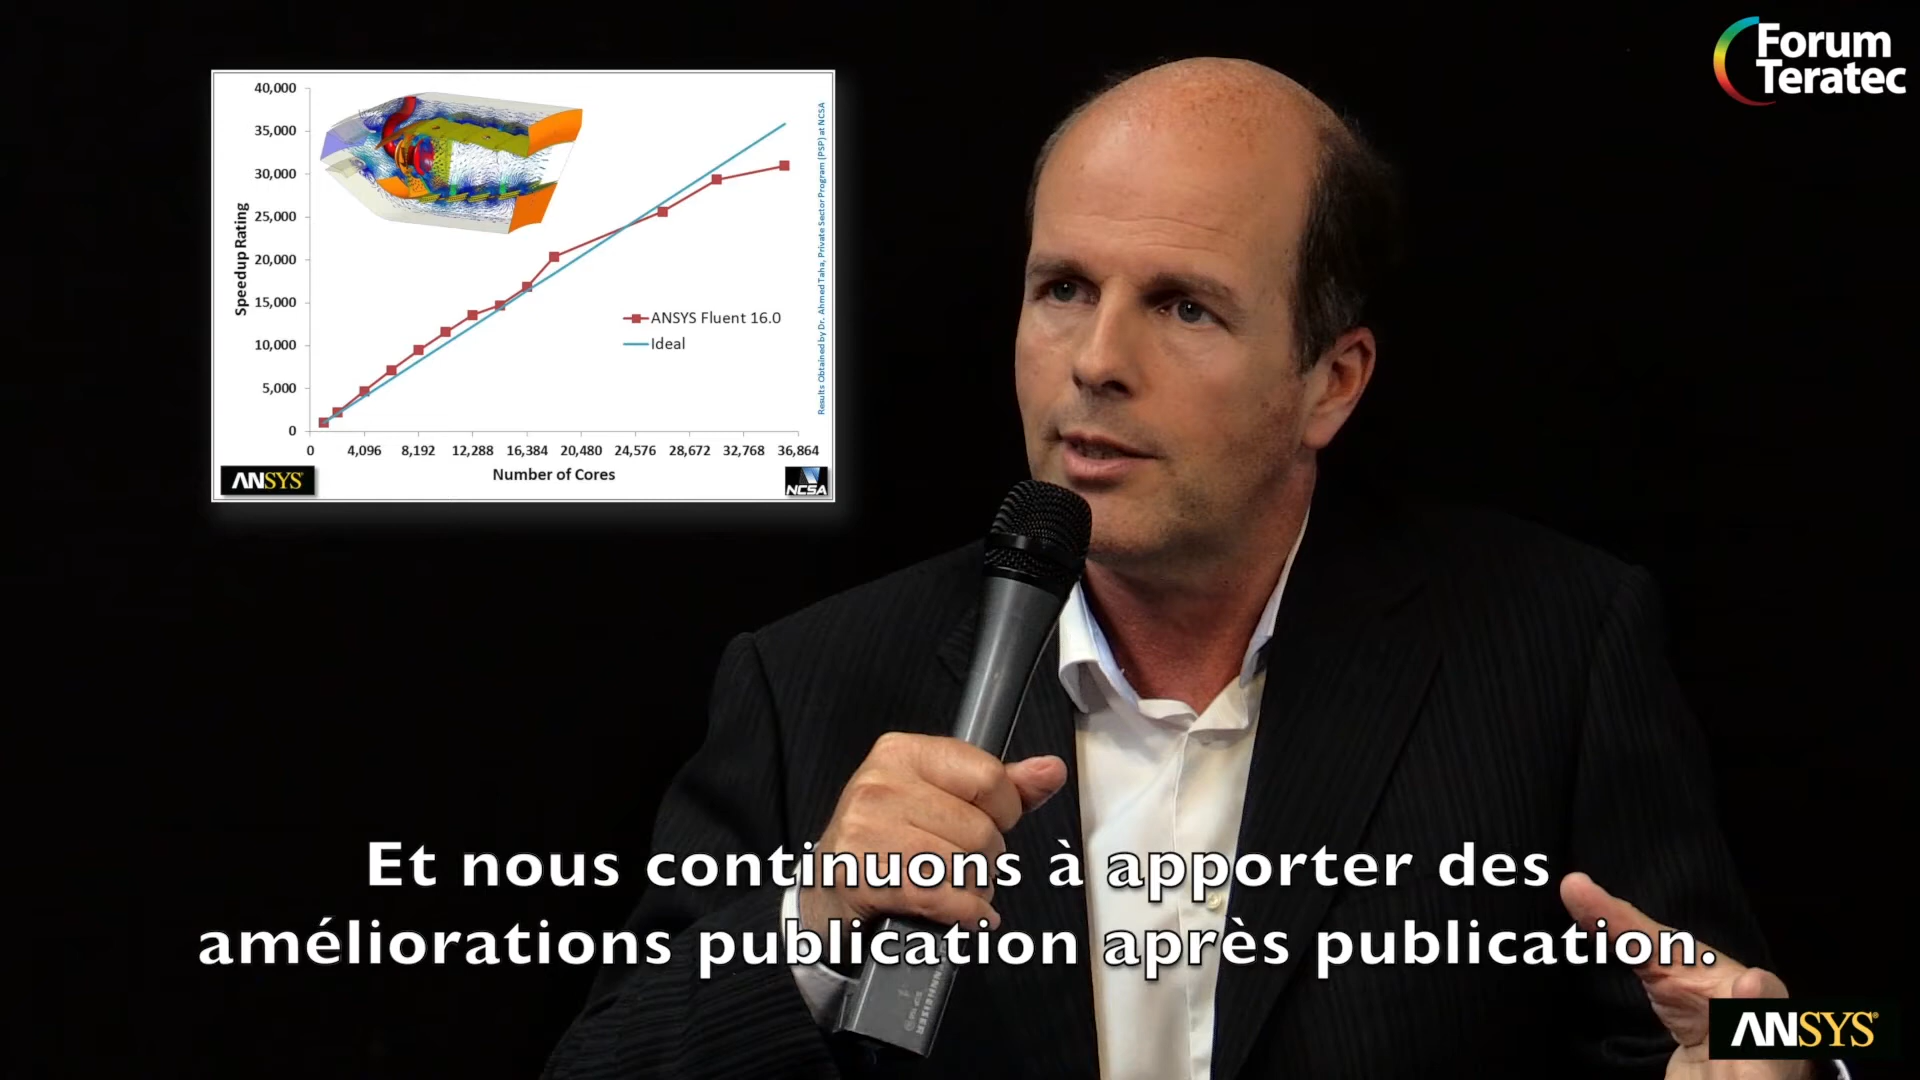 Forum
Teratec
40,000
35,000
30,000
25,000
20,000
15,000
10,000
5,000
0
Speedup Rating
ANSYS Fluent 16.0
Ideal
Results Obtained by Dr. Ahmed Taha, Private Sector Program (PSP) at NCSA
0 4,096 8,192 12,288 16,384 20,480 24,576 28,672 32,768 36,864
Number of Cores
ANSYS
NCSA
Et nous continuons à apporter des
améliorations publication après publication.
ANSYS